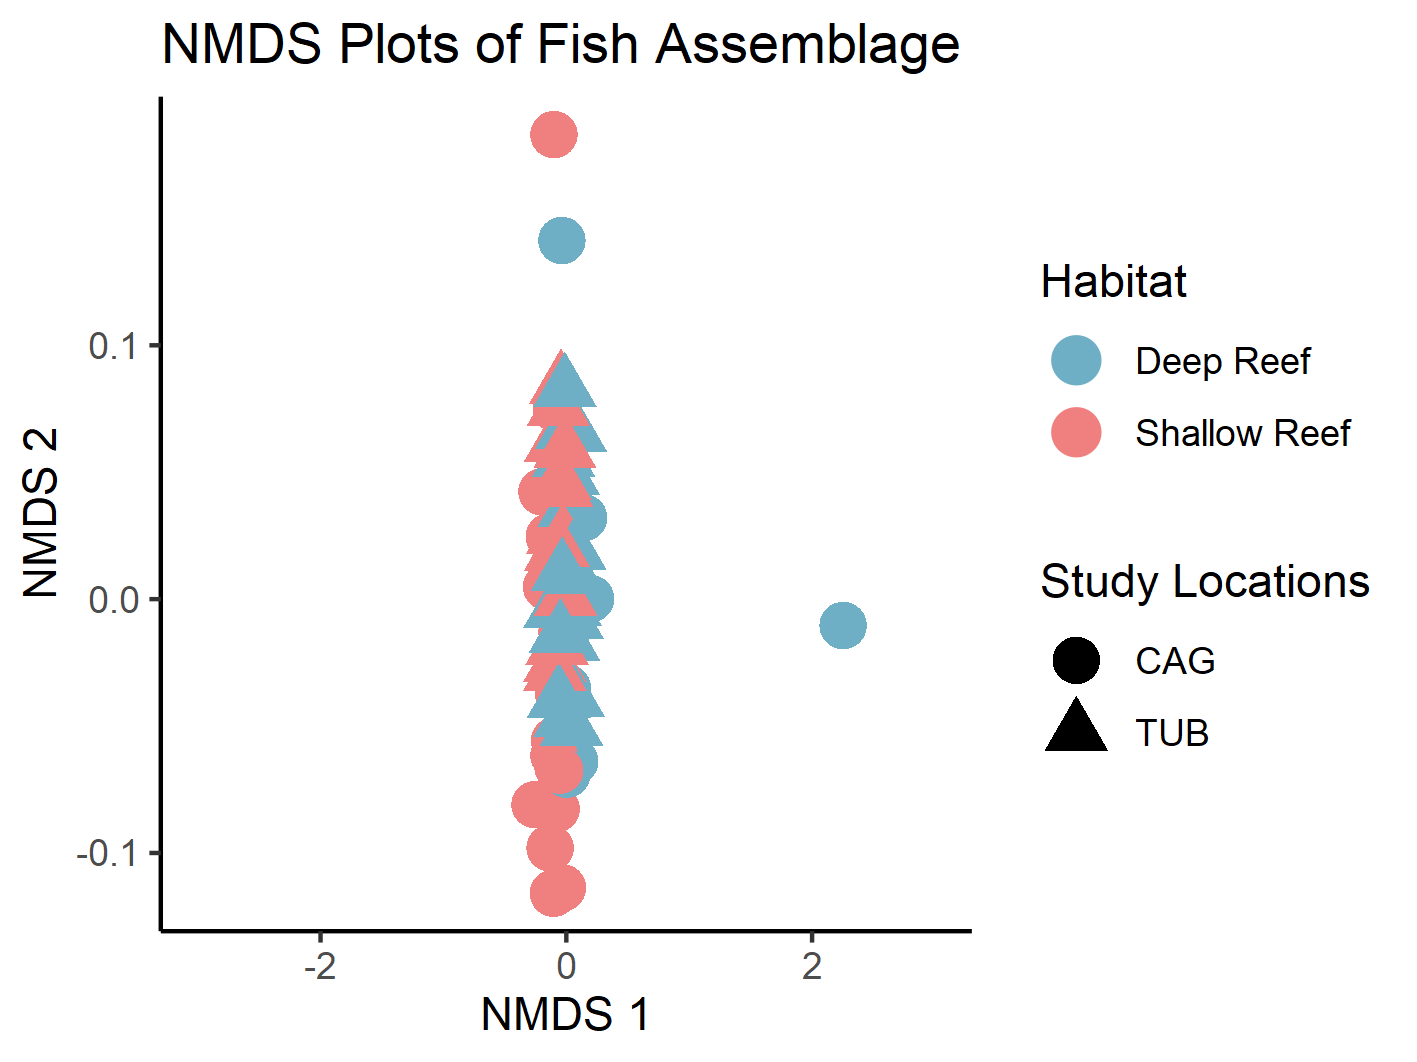 NMDS Plots of Fish Assemblage
NMDS 2
0.1
0.0
-0.1
-2
0
2
NMDS 1
Habitat
Deep Reef
Shallow Reef
Study Locations
CAG
TUB